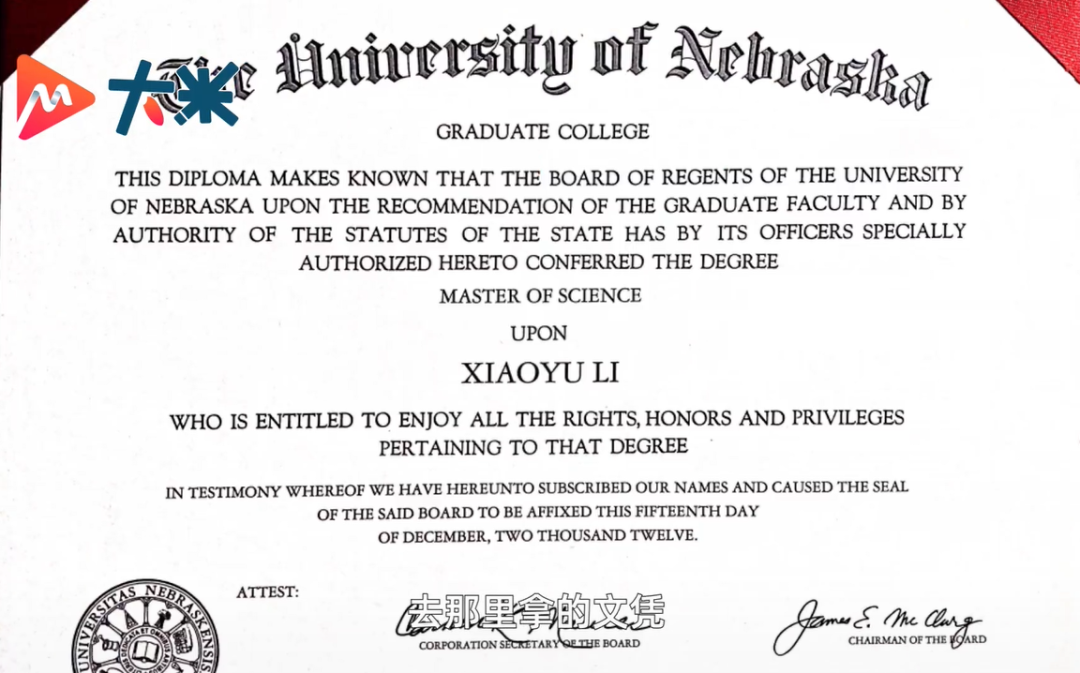 大米
The University of Nebraska
GRADUATE COLLEGE
THIS DIPLOMA MAKES KNOWN THAT THE BOARD OF REGENTS OF THE UNIVERSITY
OF NEBRASKA UPON THE RECOMMENDATION OF THE GRADUATE FACULTY AND BY
AUTHORITY OF THE STATUTES OF THE STATE HAS BY ITS OFFICERS SPECIALLY
AUTHORIZED HERETO CONFERRED THE DEGREE
MASTER OF SCIENCE
UPON
XIAOYU LI
WHO IS ENTITLED TO ENJOY ALL THE RIGHTS, HONORS AND PRIVILEGES
PERTAINING TO THAT DEGREE
IN TESTIMONY WHEREOF WE HAVE HEREUNTO SUBSCRIBED OUR NAMES AND CAUSED THE SEAL
OF THE SAID BOARD TO BE AFFIXED THIS FIFTEENTH DAY
OF DECEMBER, TWO THOUSAND TWELVE.
UNIVERSITAS NEBRASKENSIS
ATTEST:
去那里拿的文凭
James E. McClurg
CORPORATION SECRETARY OF THE BOARD
CHAIRMAN OF THE BOARD